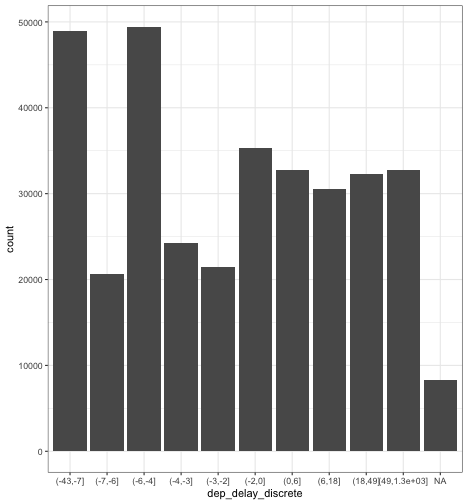 50000
40000
30000
20000
10000
0
count
(-43,-7] (-7,-6] (-6,-4] (-4,-3] (-3,-2] (-2,0] (0,6] (6,18] (18,49] (49,1.3e+03] NA
dep_delay_discrete